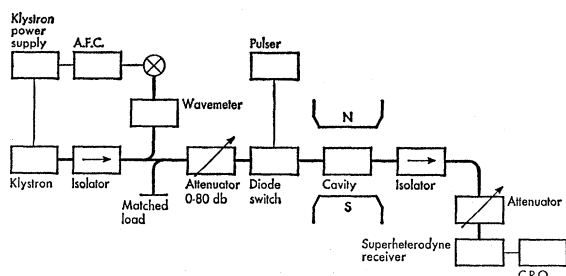 Klystron
power
supply
A.F.C.
Pulser
Wavemeter
N
Klystron
Isolator
Matched
load
Attenuator
0-80 db
Diode
switch
Cavity
Isolator
S
Attenuator
Superheterodyne
receiver
C.R.O.